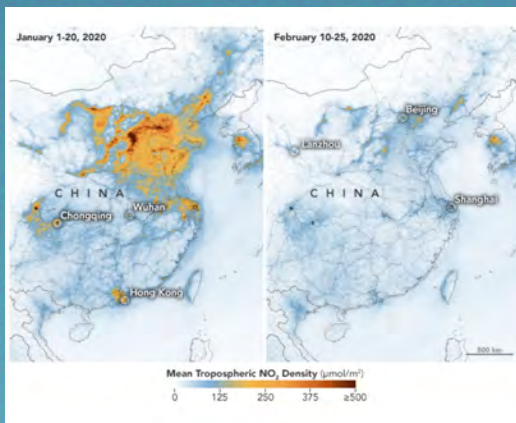 January 1-20, 2020
CHINA
Wuhan
Chongqing
Hong Kong
February 10-25, 2020
Beijing
Lanzhou
CHINA
Shanghai
500 km
Mean Tropospheric NO₂ Density (µmol/m²)
0 125 250 375 ≥500